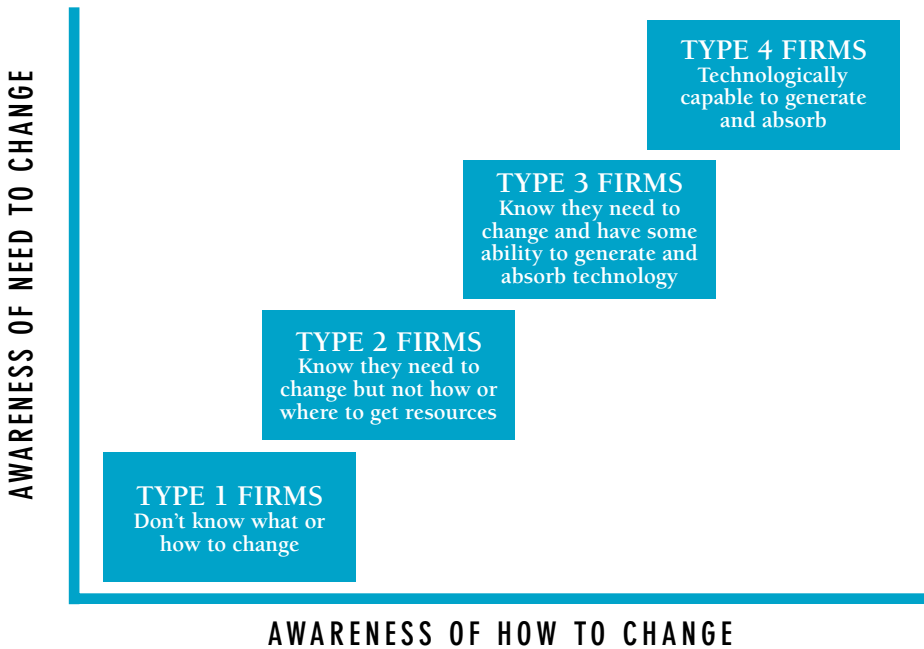 AWARENESS OF NEED TO CHANGE
TYPE 4 FIRMS
Technologically
capable to generate
and absorb
TYPE 3 FIRMS
Know they need to
change and have some
ability to generate and
absorb technology
TYPE 2 FIRMS
Know they need to
change but not how or
where to get resources
TYPE 1 FIRMS
Don’t know what or
how to change
AWARENESS OF HOW TO CHANGE